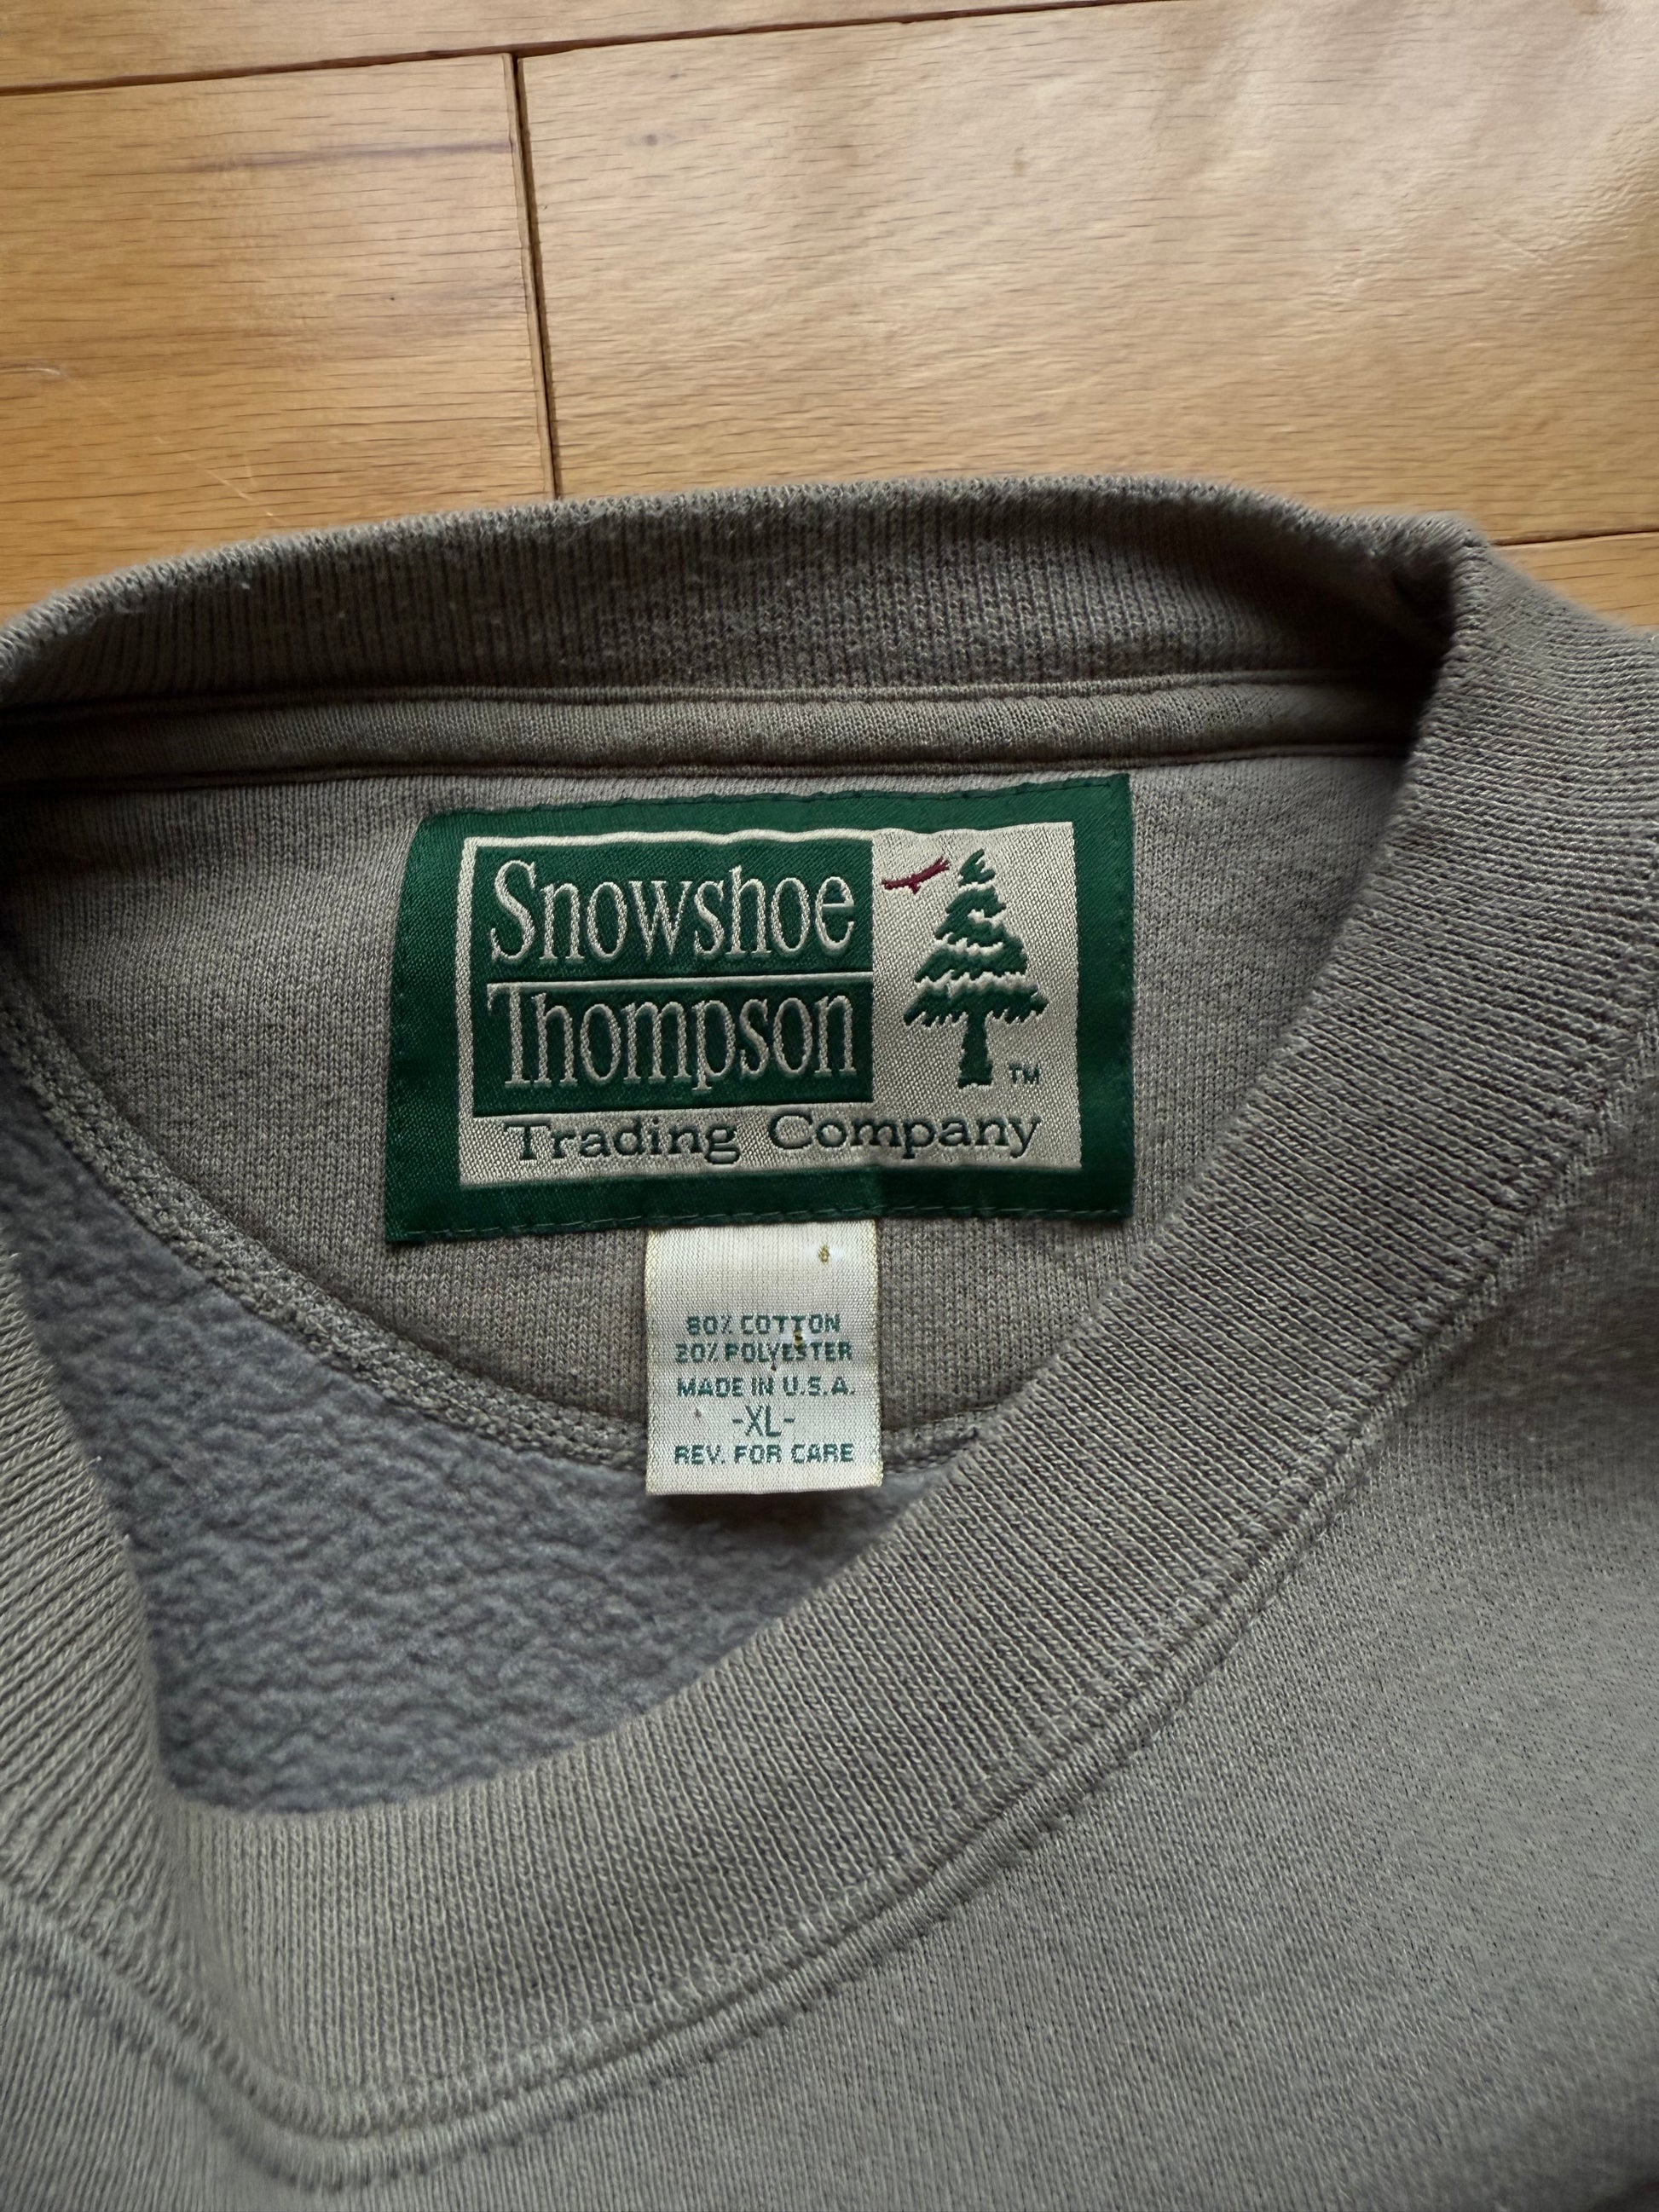 Snowshoe
Thompson
TM
Trading Company
80% COTTON
20% POLYESTER
MADE IN U.S.A.
-XL-
REV. FOR CARE